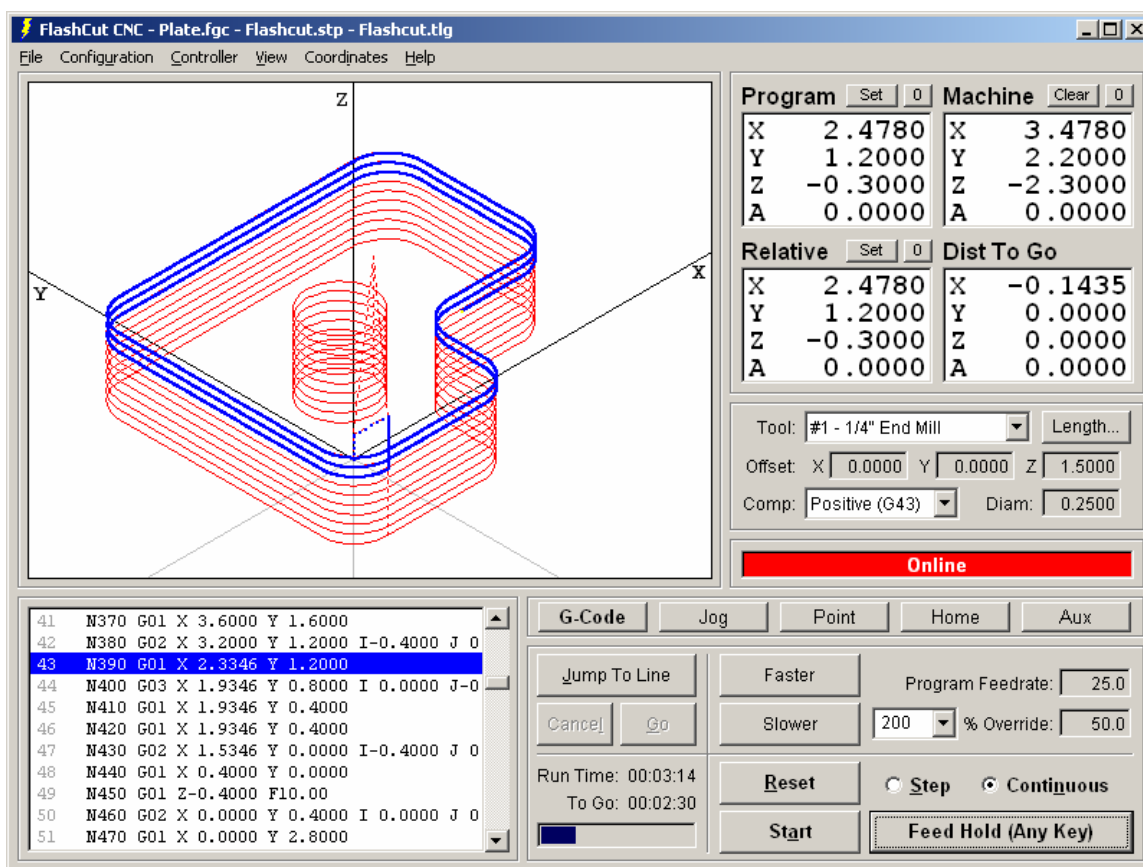 FlashCut CNC - Plate.fgc - Flashcut.stp - Flashcut.tlg
File Configuration Controller View Coordinates Help
Z
Y
X
Program Set 0
X 2.4780
Y 1.2000
Z -0.3000
A 0.0000
Machine Clear 0
X 3.4780
Y 2.2000
Z -2.3000
A 0.0000
Relative Set 0
X 2.4780
Y 1.2000
Z -0.3000
A 0.0000
Dist To Go
X -0.1435
Y 0.0000
Z 0.0000
A 0.0000
Tool: #1 - 1/4" End Mill Length...
Offset: X 0.0000 Y 0.0000 Z 1.5000
Comp: Positive (G43) Diam: 0.2500
Online
41 N370 G01 X 3.6000 Y 1.6000
42 N380 G02 X 3.2000 Y 1.2000 I-0.4000 J 0
43 N390 G01 X 2.3346 Y 1.2000
44 N400 G03 X 1.9346 Y 0.8000 I 0.0000 J-0
45 N410 G01 X 1.9346 Y 0.4000
46 N420 G01 X 1.9346 Y 0.4000
47 N430 G02 X 1.5346 Y 0.0000 I-0.4000 J 0
48 N440 G01 X 0.4000 Y 0.0000
49 N450 G01 Z-0.4000 F10.00
50 N460 G02 X 0.0000 Y 0.4000 I 0.0000 J 0
51 N470 G01 X 0.0000 Y 2.8000
G-Code Jog Point Home Aux
Jump To Line
Cancel Go
Run Time: 00:03:14
To Go: 00:02:30
Faster
Slower
Program Feedrate: 25.0
200 % Override: 50.0
Reset
Start
Step Continuous
Feed Hold (Any Key)